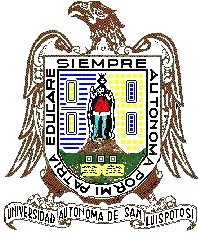 SIEMPRE AUTONOMA POR MI PATRIA EDUCARE
UNIVERSIDAD AUTONOMA DE SAN LUIS POTOSI